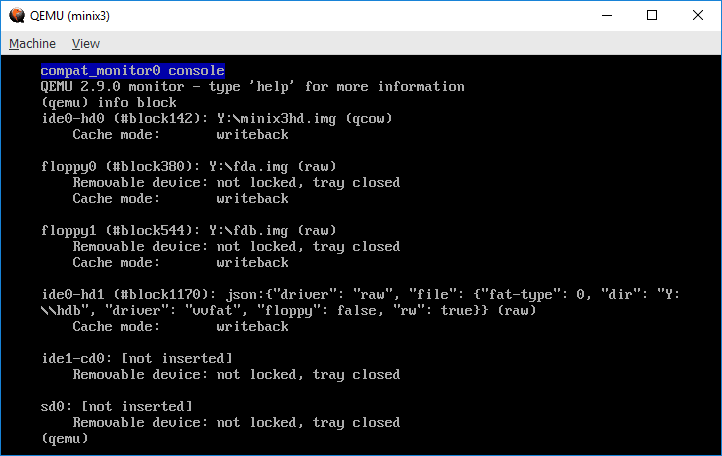 QEMU (minix3)
Machine View
compat_monitor0 console
QEMU 2.9.0 monitor - type 'help' for more information
(qemu) info block
ide0-hd0 (#block142): Y:\minix3hd.img (qcow)
    Cache mode:       writeback
floppy0 (#block380): Y:\fda.img (raw)
    Removable device: not locked, tray closed
    Cache mode:       writeback
floppy1 (#block544): Y:\fdb.img (raw)
    Removable device: not locked, tray closed
    Cache mode:       writeback
ide0-hd1 (#block1170): json:{"driver": "raw", "file": {"fat-type": 0, "dir": "Y:
\\hdb", "driver": "vvfat", "floppy": false, "rw": true}} (raw)
    Cache mode:       writeback
ide1-cd0: [not inserted]
    Removable device: not locked, tray closed
sd0: [not inserted]
    Removable device: not locked, tray closed
(qemu)